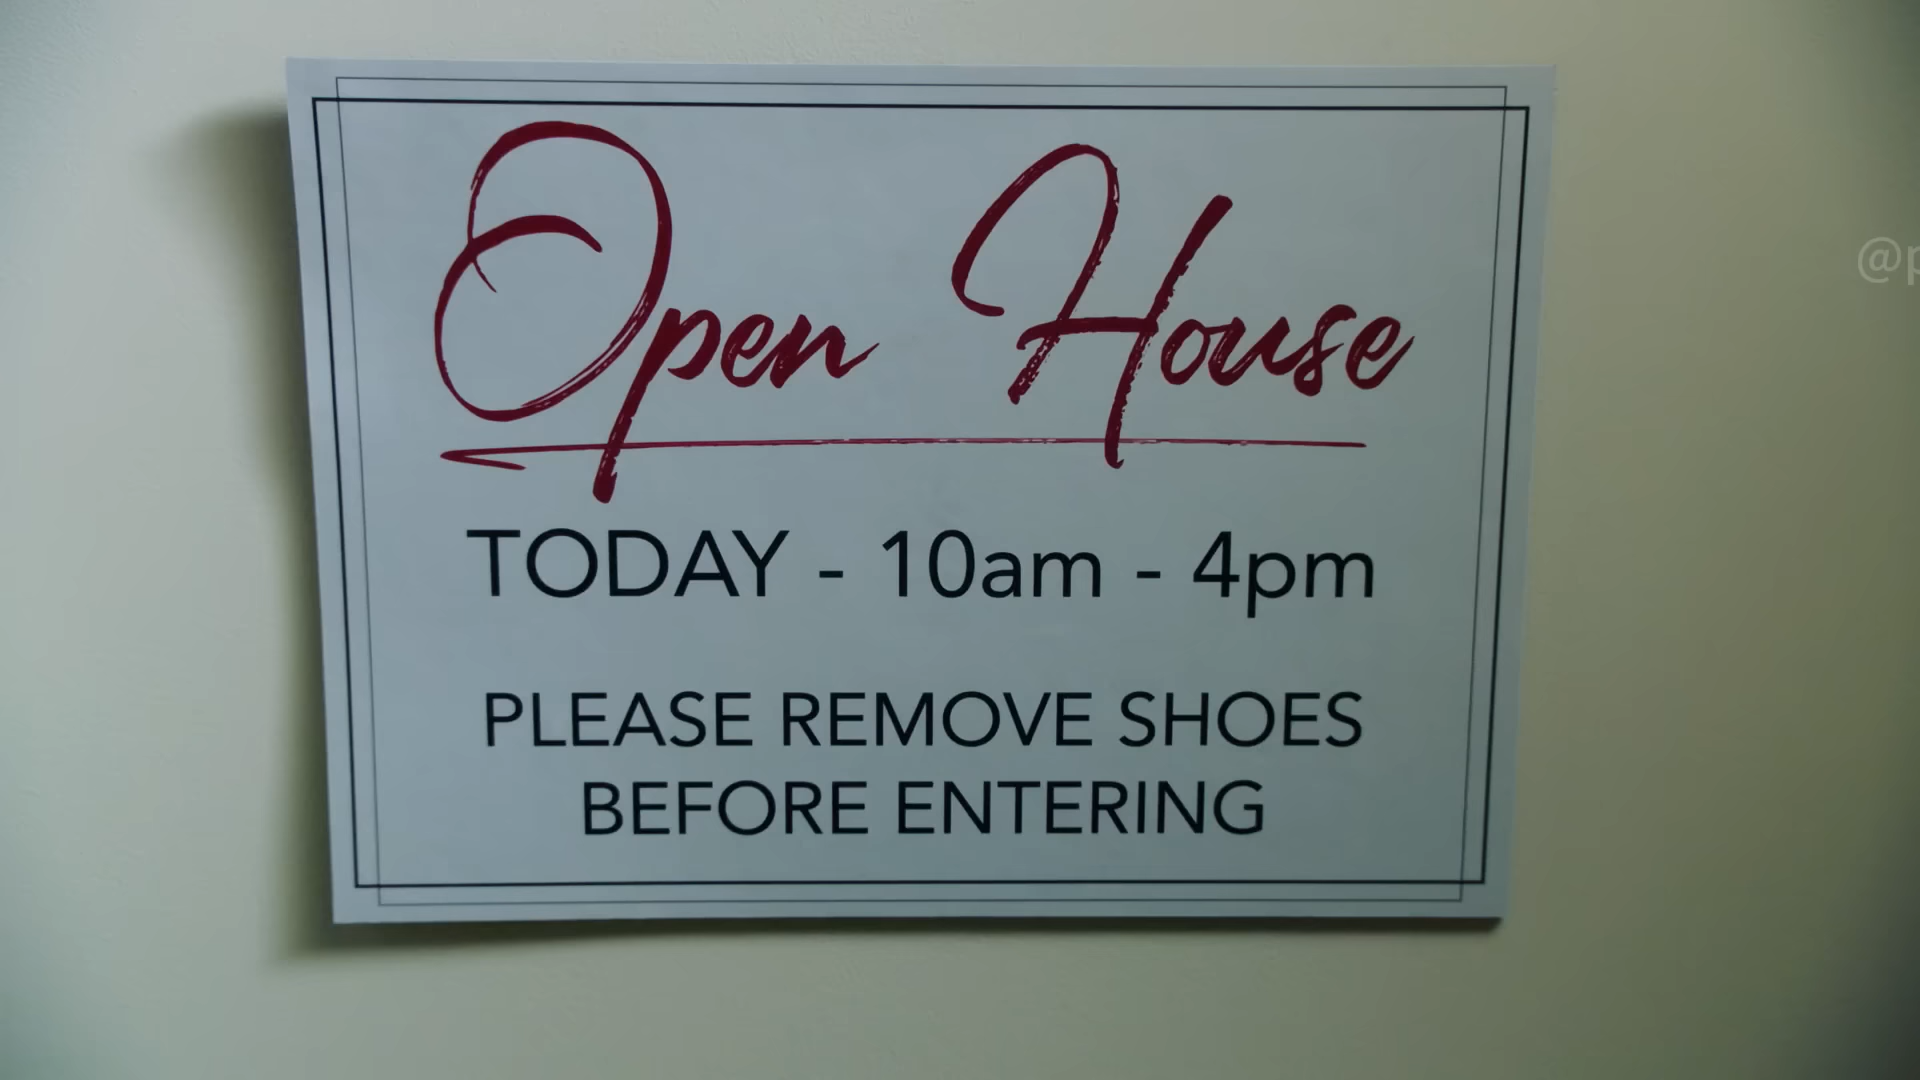 Open House
TODAY - 10am - 4pm
PLEASE REMOVE SHOES
BEFORE ENTERING